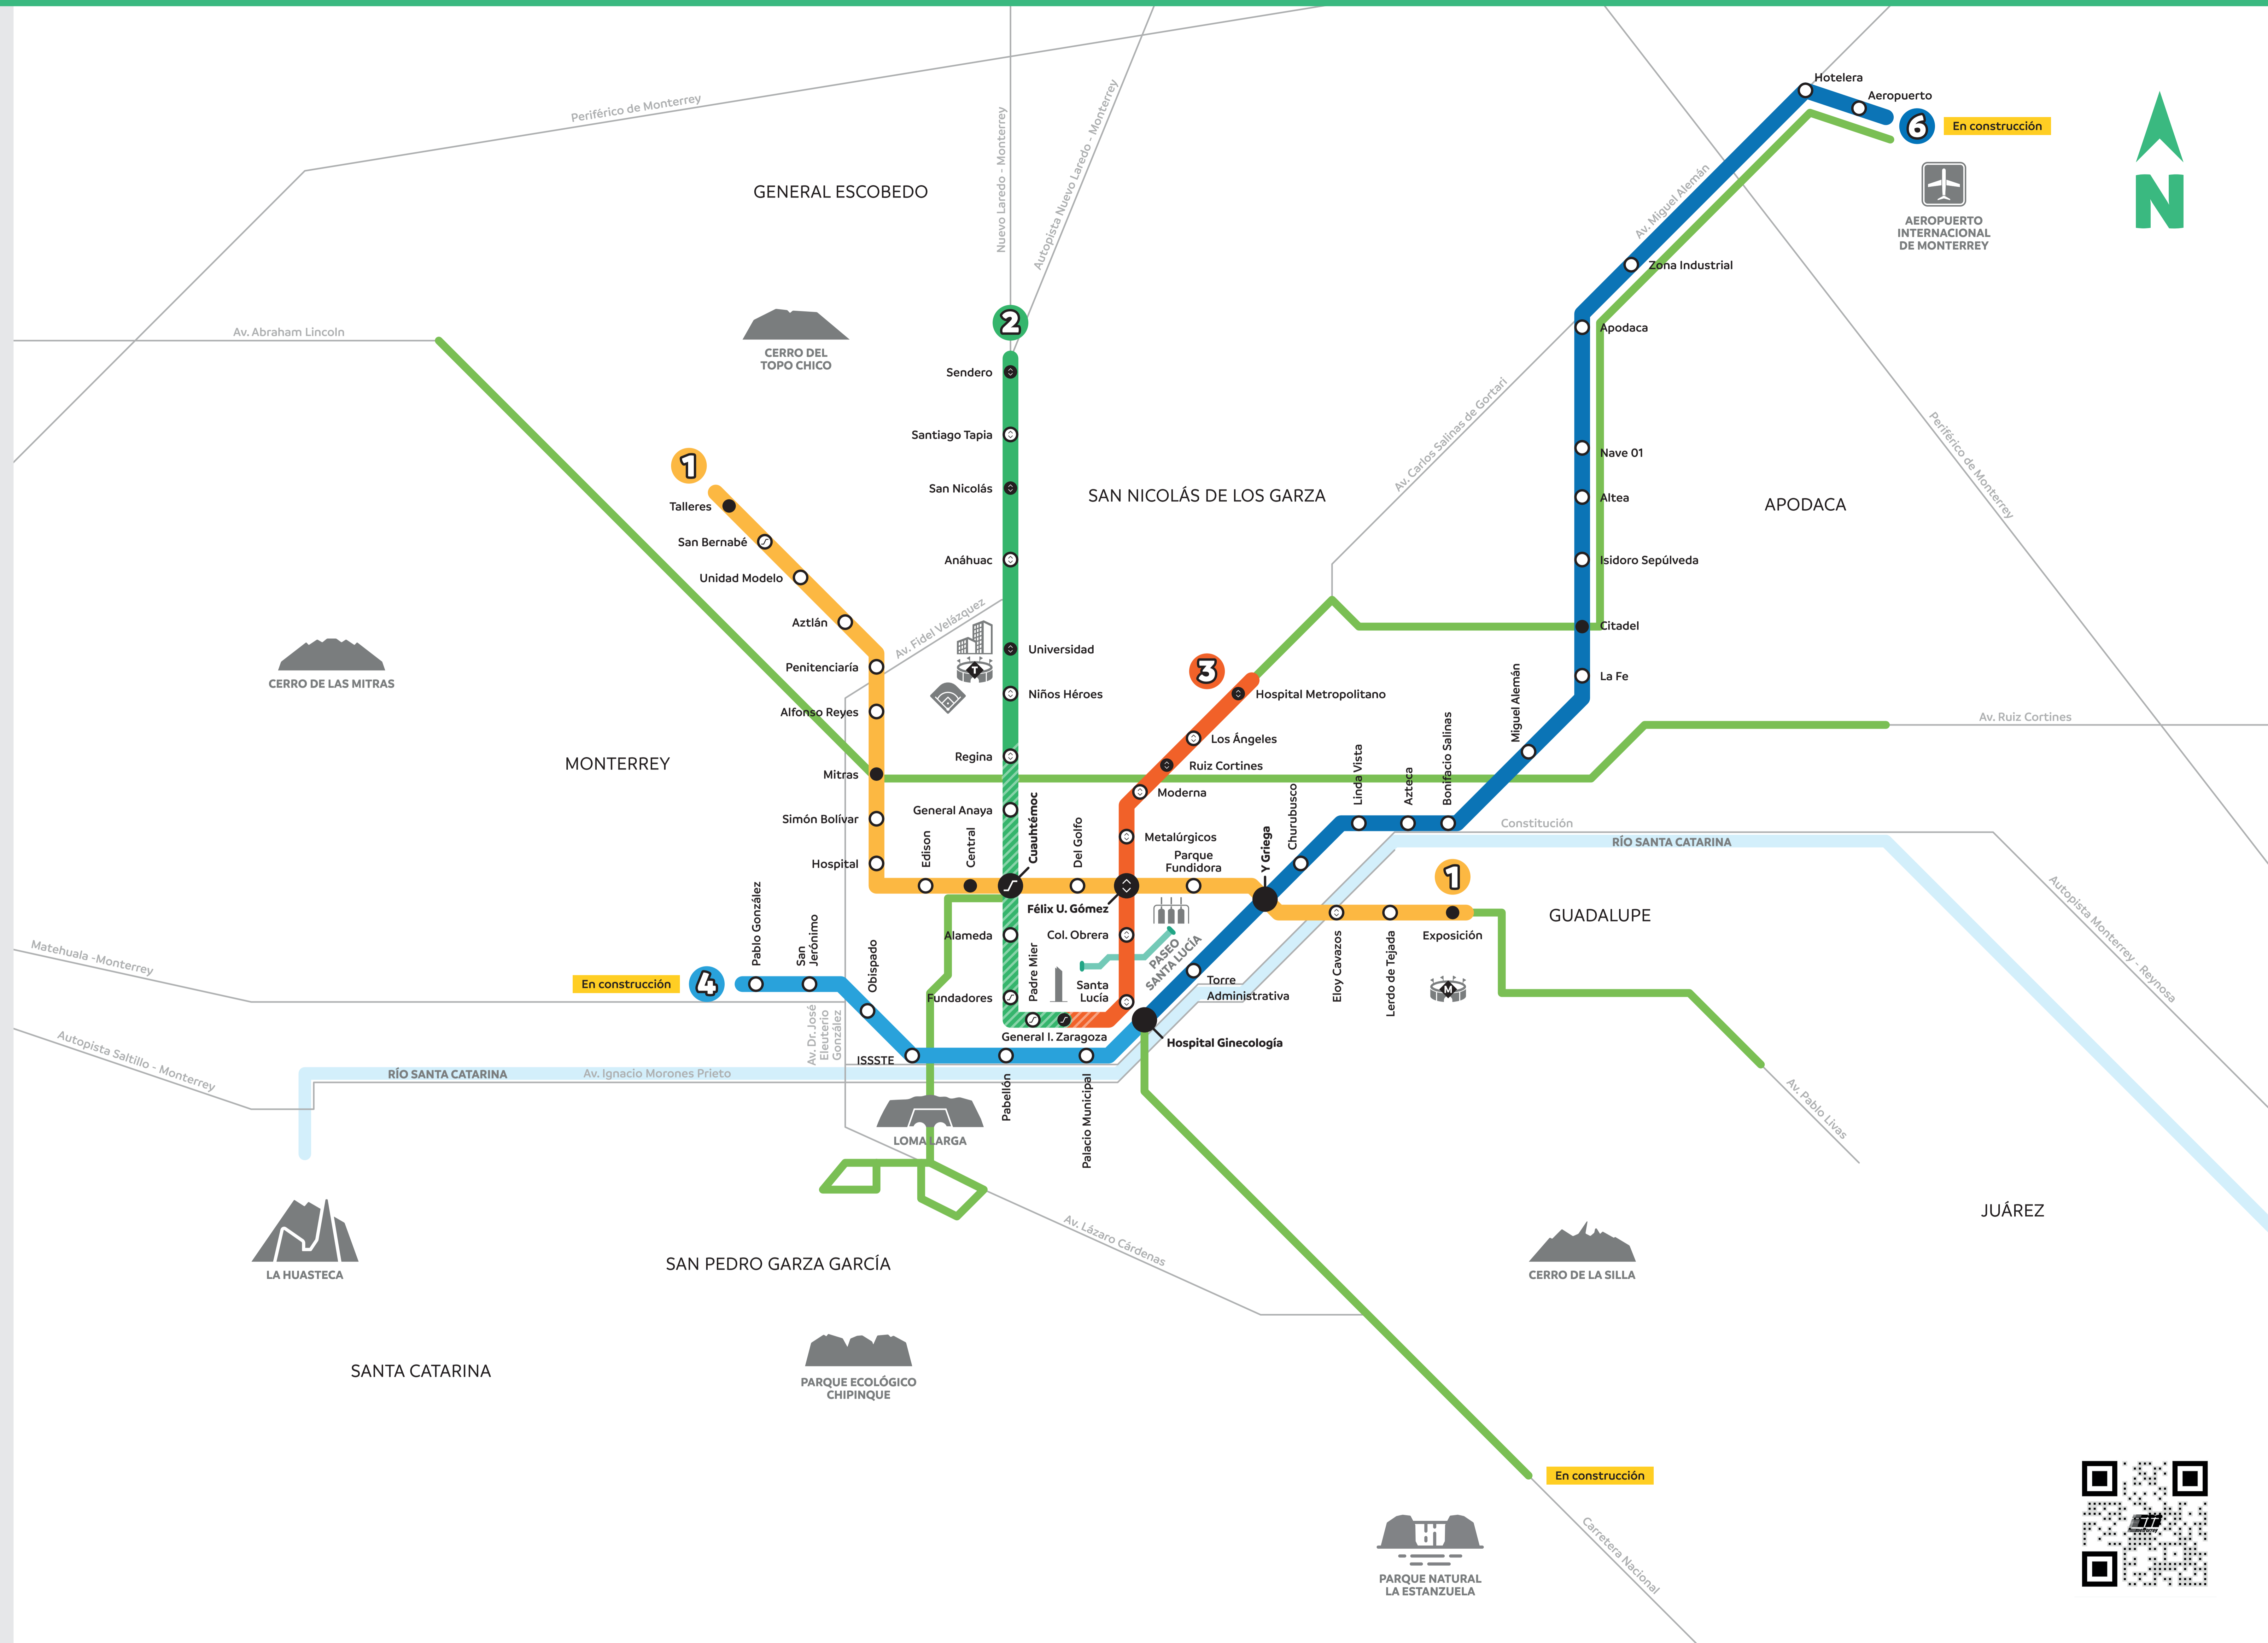 Hotelera
Aeropuerto
6
En construcción
AEROPUERTO
INTERNACIONAL
DE MONTERREY
N
Periférico de Monterrey
Nuevo Laredo - Monterrey
Autopista Nuevo Laredo - Monterrey
Av. Miguel Alemán
GENERAL ESCOBEDO
Zona Industrial
Av. Abraham Lincoln
CERRO DEL
TOPO CHICO
2
Sendero
Apodaca
Santiago Tapia
Av. Carlos Salinas de Gortari
Nave 01
Periférico de Monterrey
1
San Nicolás
SAN NICOLÁS DE LOS GARZA
Altea
APODACA
Talleres
San Bernabé
Unidad Modelo
Anáhuac
Isidoro Sepúlveda
Aztlán
Av. Fidel Velázquez
Citadel
CERRO DE LAS MITRAS
Penitenciaría
T
Universidad
3
La Fe
Niños Héroes
Hospital Metropolitano
Alfonso Reyes
Los Ángeles
Miguel Alemán
Av. Ruiz Cortines
MONTERREY
Regina
Ruiz Cortines
Mitras
Moderna
Linda Vista
Azteca
Bonifacio Salinas
General Anaya
Simón Bolívar
Metalúrgicos
Churubusco
Constitución
RÍO SANTA CATARINA
Hospital
Edison
Central
Cuauhtémoc
Del Golfo
Parque
Fundidora
Y Griega
1
Autopista Monterrey - Reynosa
Félix U. Gómez
GUADALUPE
Pablo González
San
Jerónimo
Obispado
Alameda
Col. Obrera
PASEO
SANTA LUCÍA
Eloy Cavazos
Lerdo de Tejada
Exposición
M
Matehuala -Monterrey
En construcción
4
Padre Mier
Fundadores
Santa
Lucía
Torre
Administrativa
General I. Zaragoza
Hospital Ginecología
Av. Dr. José
Eleuterio
González
ISSSTE
Autopista Saltillo - Monterrey
RÍO SANTA CATARINA
Av. Ignacio Morones Prieto
Pabellón
Palacio Municipal
Av. Pablo Livas
LOMA LARGA
JUÁREZ
LA HUASTECA
SAN PEDRO GARZA GARCÍA
Av. Lázaro Cárdenas
CERRO DE LA SILLA
SANTA CATARINA
PARQUE ECOLÓGICO
CHIPINQUE
En construcción
Carretera Nacional
PARQUE NATURAL
LA ESTANZUELA